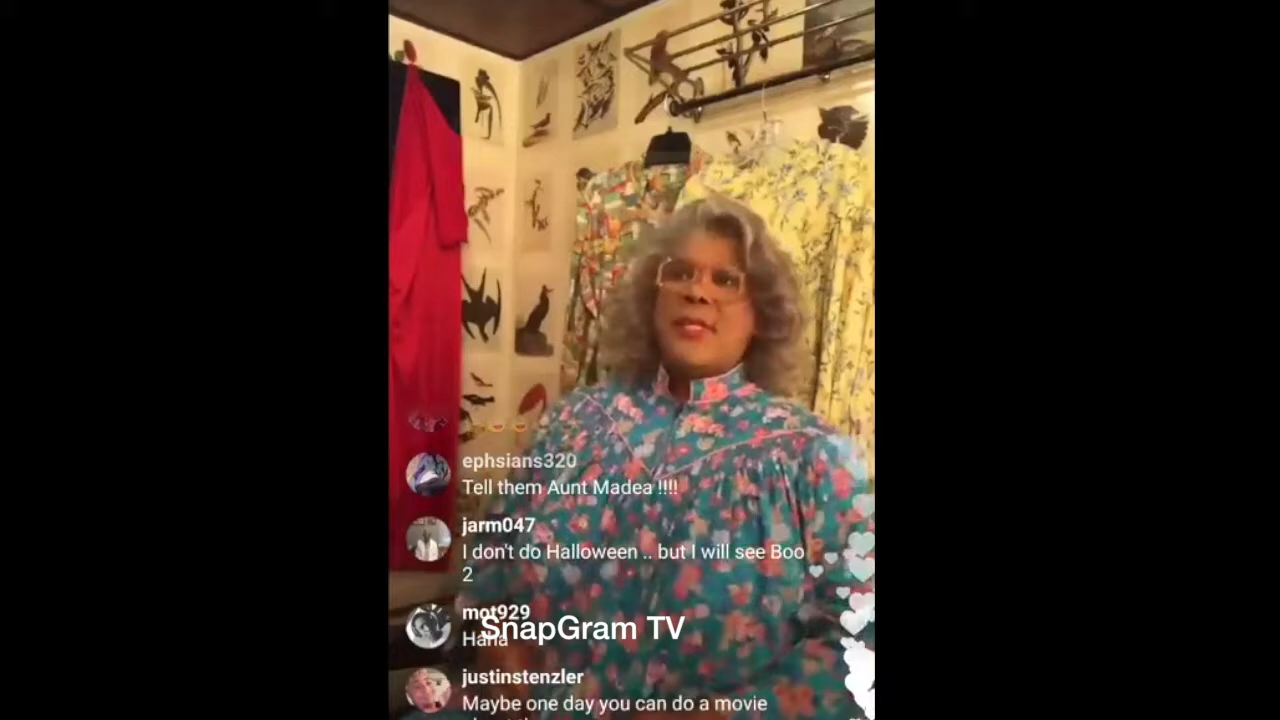 ephsians320
Tell them Aunt Madea !!!!
jarm047
I don't do Halloween .. but I will see Boo
2
mot929
Haha
SnapGram TV
justinstenzler
Maybe one day you can do a movie